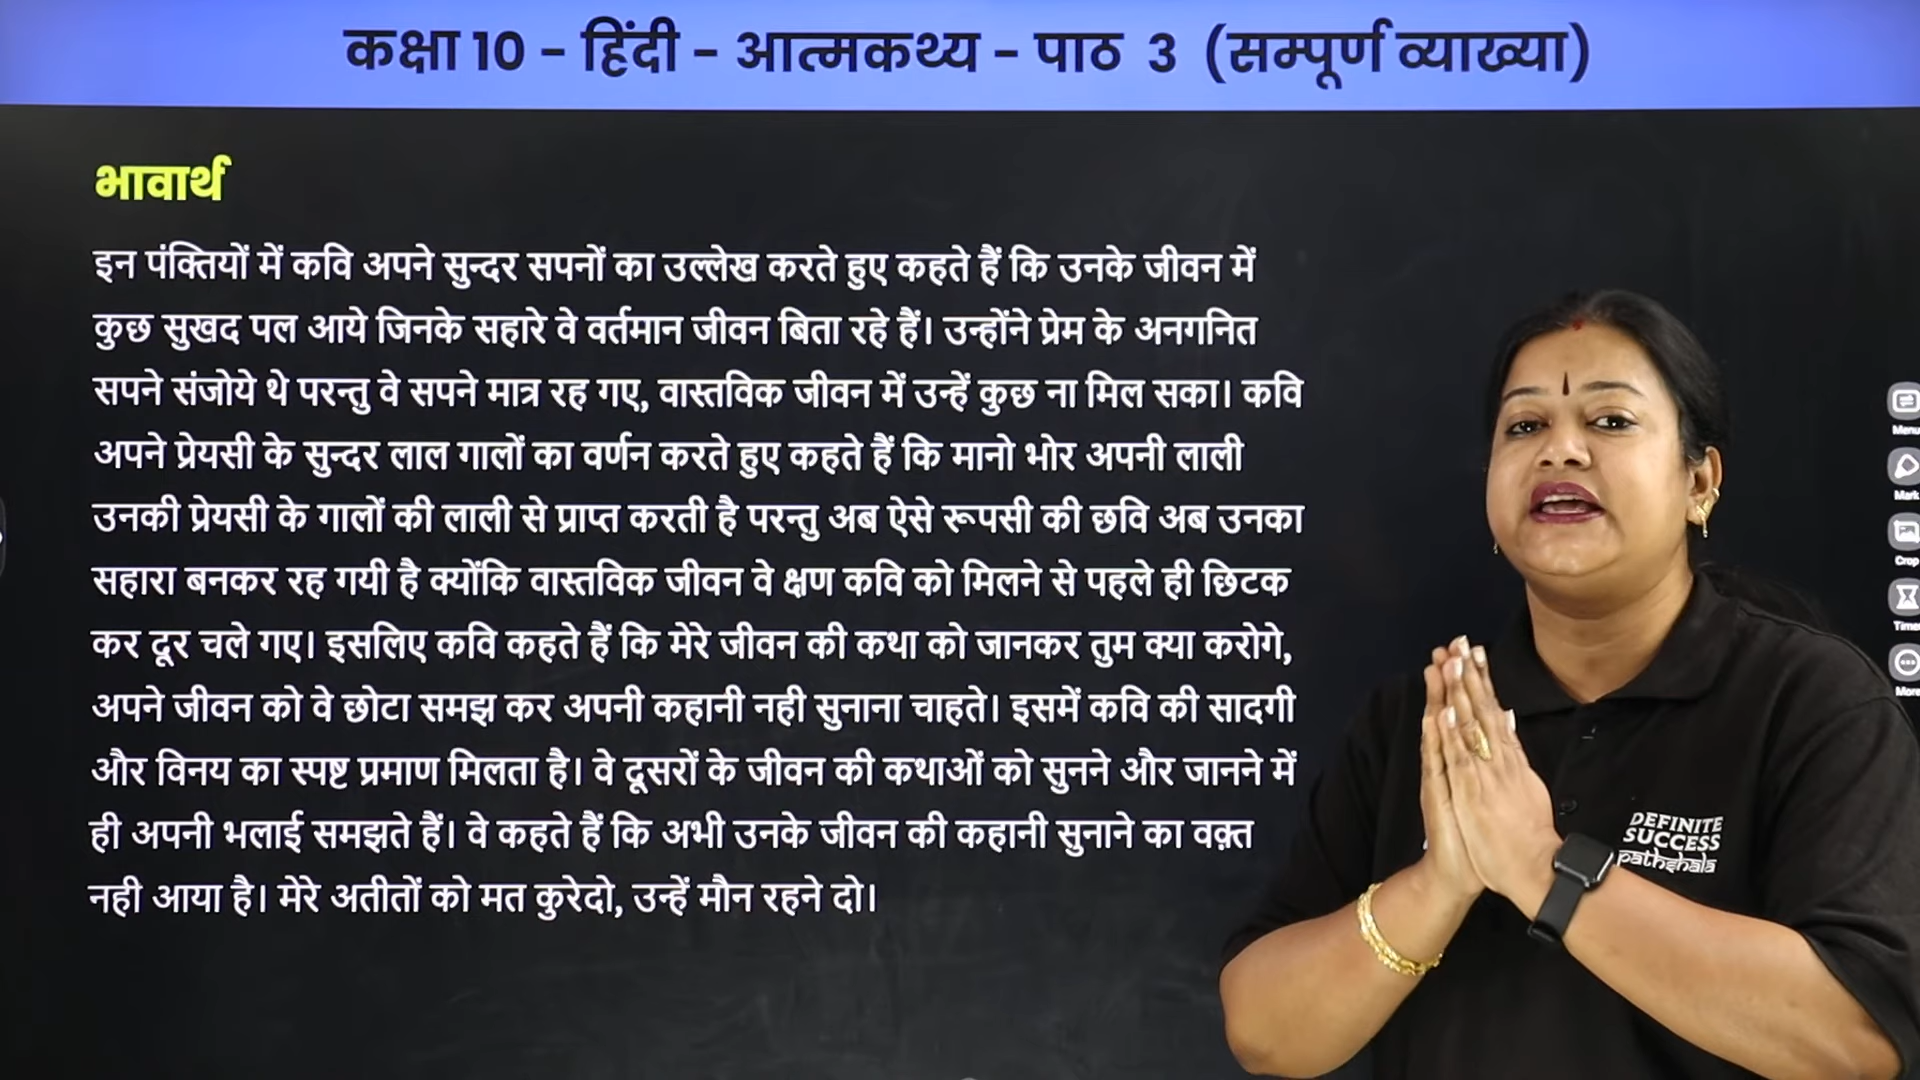 कक्षा 10 - हिंदी - आत्मकथ्य - पाठ 3 (सम्पूर्ण व्याख्या)
भावार्थ
इन पंक्तियों में कवि अपने सुन्दर सपनों का उल्लेख करते हुए कहते हैं कि उनके जीवन में
कुछ सुखद पल आये जिनके सहारे वे वर्तमान जीवन बिता रहे हैं। उन्होंने प्रेम के अनगनित
सपने संजोये थे परन्तु वे सपने मात्र रह गए, वास्तविक जीवन में उन्हें कुछ ना मिल सका। कवि
अपने प्रेयसी के सुन्दर लाल गालों का वर्णन करते हुए कहते हैं कि मानो भोर अपनी लाली
उनकी प्रेयसी के गालों की लाली से प्राप्त करती है परन्तु अब ऐसे रूपसी की छवि अब उनका
सहारा बनकर रह गयी है क्योंकि वास्तविक जीवन वे क्षण कवि को मिलने से पहले ही छिटक
कर दूर चले गए। इसलिए कवि कहते हैं कि मेरे जीवन की कथा को जानकर तुम क्या करोगे,
अपने जीवन को वे छोटा समझ कर अपनी कहानी नही सुनाना चाहते। इसमें कवि की सादगी
और विनय का स्पष्ट प्रमाण मिलता है। वे दूसरों के जीवन की कथाओं को सुनने और जानने में
ही अपनी भलाई समझते हैं। वे कहते हैं कि अभी उनके जीवन की कहानी सुनाने का वक़्त
नही आया है। मेरे अतीतों को मत कुरेदो, उन्हें मौन रहने दो।
Menu
Mark
Crop
Timer
More
DEFINITE
SUCCESS
pathshala